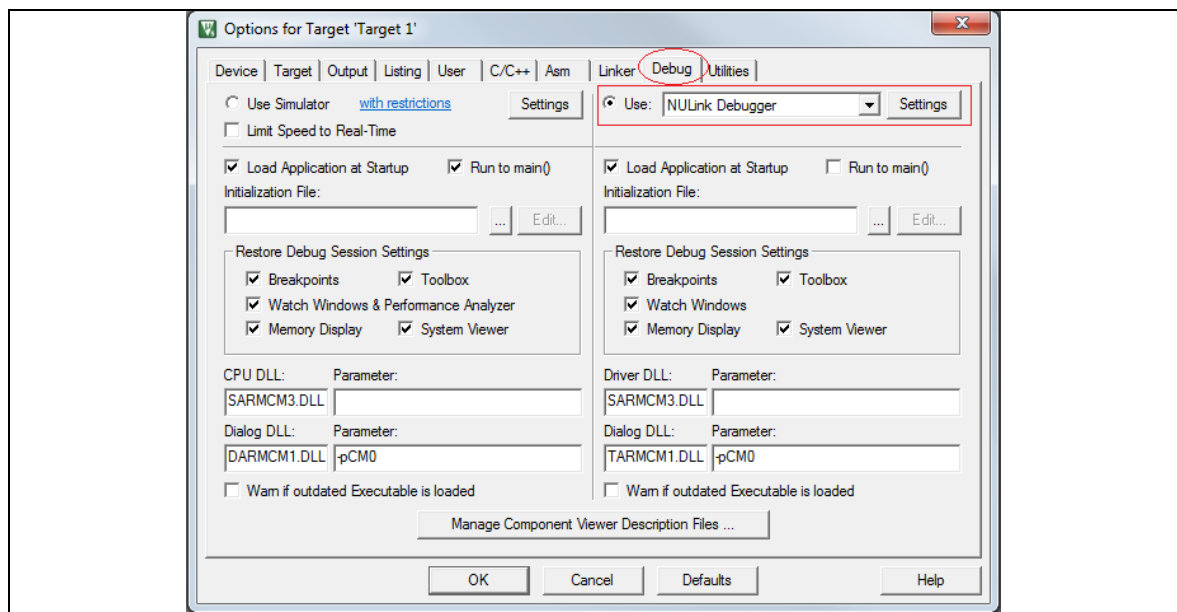 Options for Target 'Target 1'
Device Target Output Listing User C/C++ Asm Linker Debug Utilities
Use Simulator with restrictions Settings Use: NULink Debugger Settings
Limit Speed to Real-Time
Load Application at Startup Run to main() Load Application at Startup Run to main()
Initialization File: Initialization File:
... Edit... ... Edit...
Restore Debug Session Settings Restore Debug Session Settings
Breakpoints Toolbox Breakpoints Toolbox
Watch Windows & Performance Analyzer Watch Windows
Memory Display System Viewer Memory Display System Viewer
CPU DLL: Parameter: Driver DLL: Parameter:
SARMCM3.DLL SARMCM3.DLL
Dialog DLL: Parameter: Dialog DLL: Parameter:
DARMCM1.DLL -pCM0 TARMCM1.DLL -pCM0
Warn if outdated Executable is loaded Warn if outdated Executable is loaded
Manage Component Viewer Description Files ...
OK Cancel Defaults Help